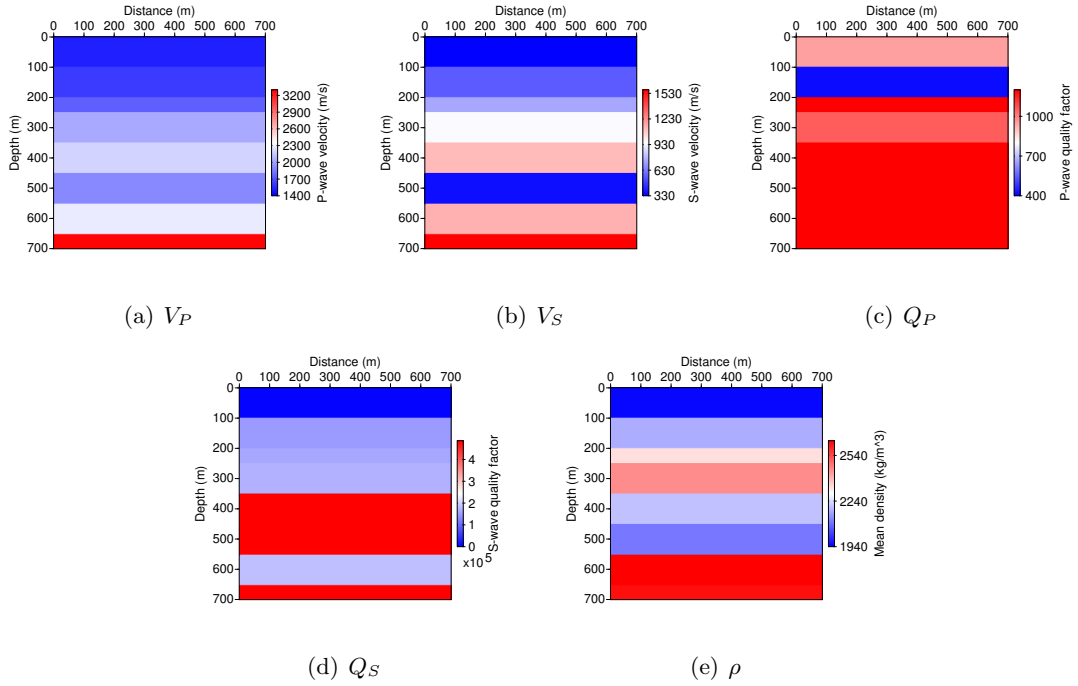 Distance (m)
0 100 200 300 400 500 600 700
0
100
200
300
400
500
600
700
Depth (m)
3200
2900
2600
2300
2000
1700
1400
P-wave velocity (m/s)
(a) V_P
Distance (m)
0 100 200 300 400 500 600 700
0
100
200
300
400
500
600
700
Depth (m)
1530
1230
930
630
330
S-wave velocity (m/s)
(b) V_S
Distance (m)
0 100 200 300 400 500 600 700
0
100
200
300
400
500
600
700
Depth (m)
1000
700
400
P-wave quality factor
(c) Q_P
Distance (m)
0 100 200 300 400 500 600 700
0
100
200
300
400
500
600
700
Depth (m)
4
3
2
1
0
x10^5
S-wave quality factor
(d) Q_S
Distance (m)
0 100 200 300 400 500 600 700
0
100
200
300
400
500
600
700
Depth (m)
2540
2240
1940
Mean density (kg/m^3)
(e) ρ